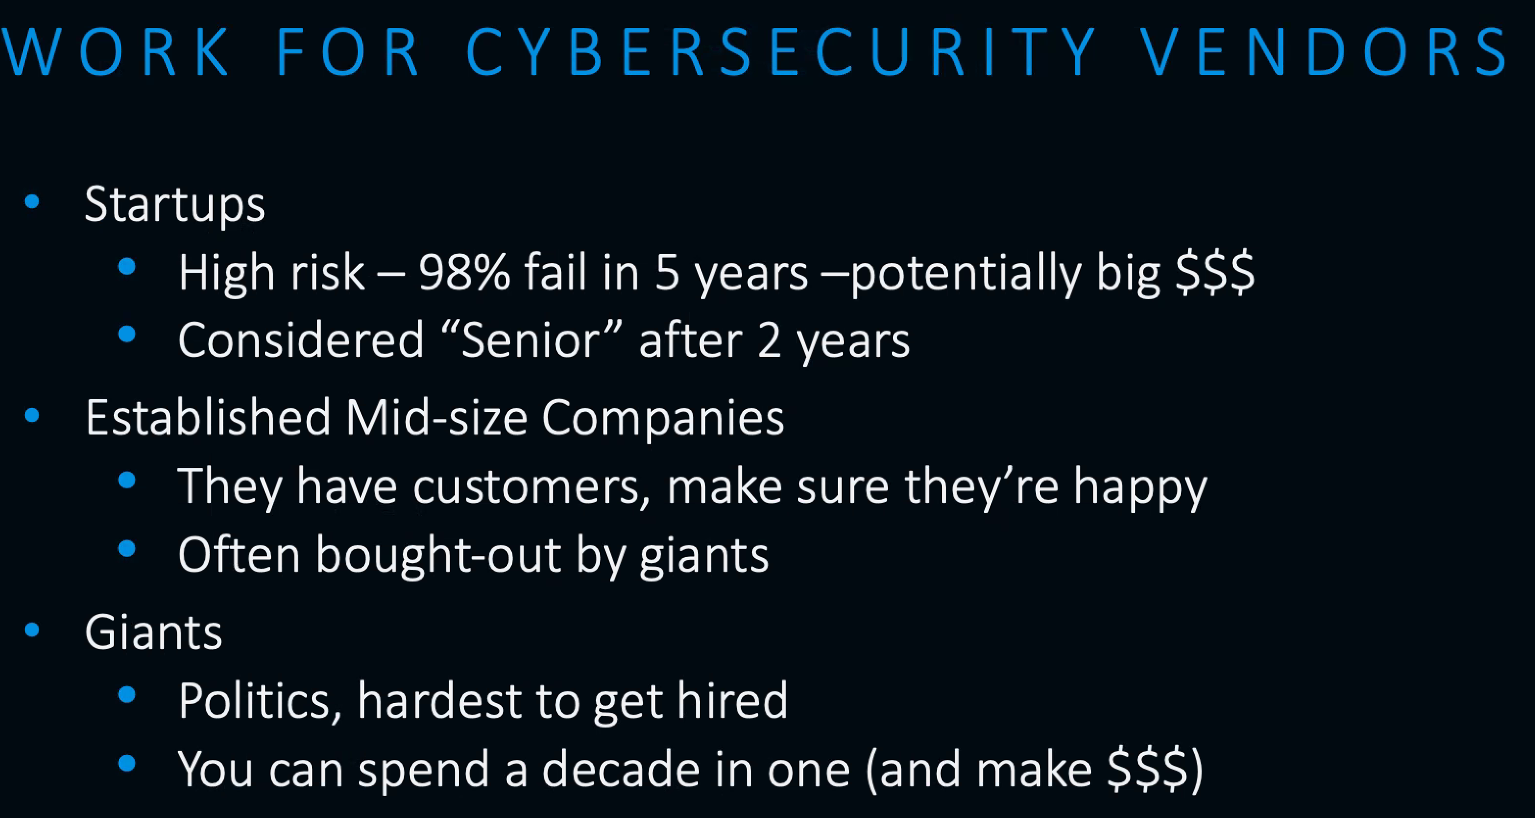 WORK FOR CYBERSECURITY VENDORS
• Startups
• High risk – 98% fail in 5 years –potentially big $$$
• Considered “Senior” after 2 years
• Established Mid-size Companies
• They have customers, make sure they’re happy
• Often bought-out by giants
• Giants
• Politics, hardest to get hired
• You can spend a decade in one (and make $$$)